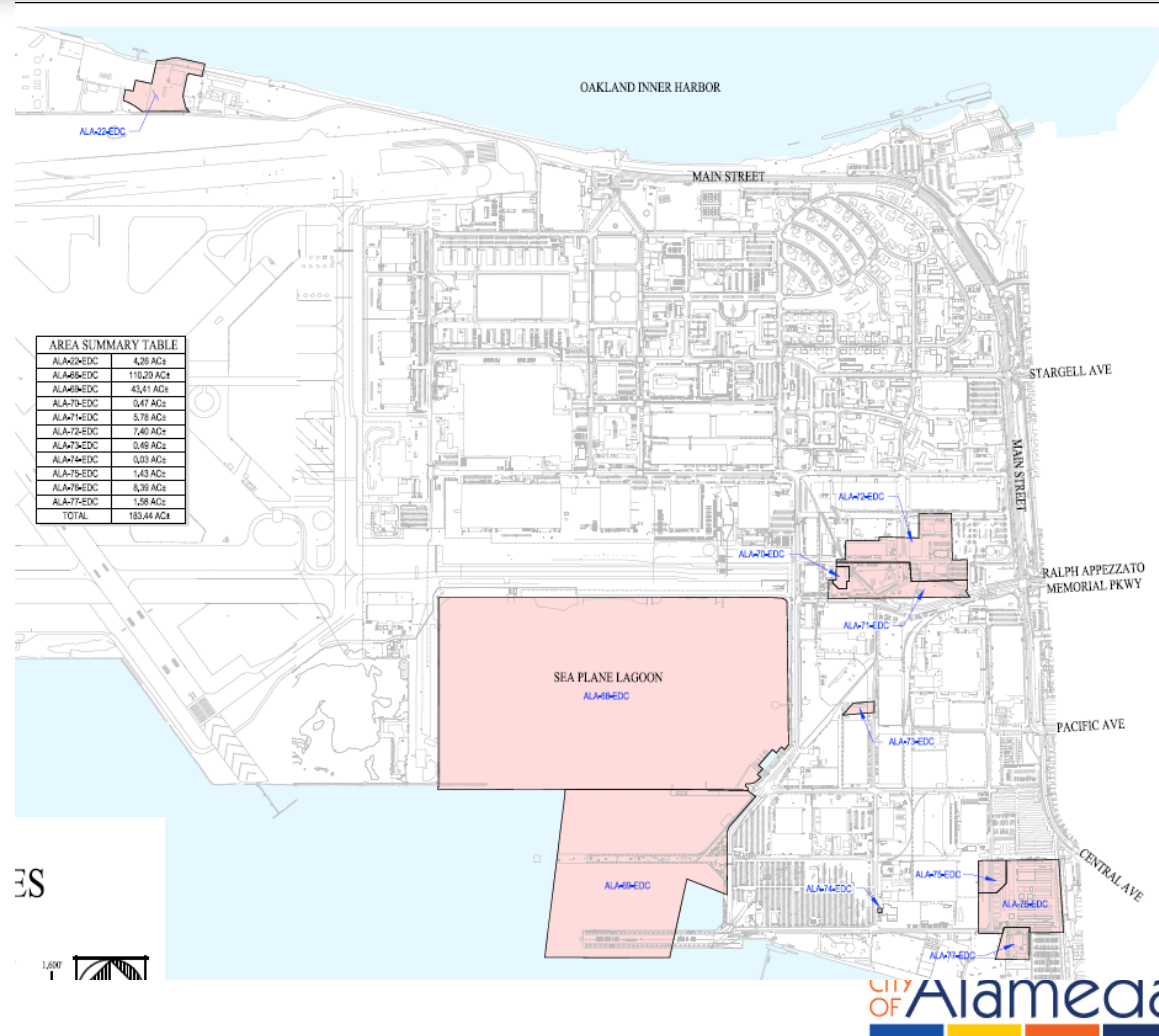 OAKLAND INNER HARBOR
ALA-22-EDC
MAIN STREET
AREA SUMMARY TABLE
ALA-22-EDC 4.26 AC±
ALA-68-EDC 110.20 AC±
ALA-69-EDC 43.41 AC±
ALA-70-EDC 0.47 AC±
ALA-71-EDC 5.78 AC±
ALA-72-EDC 7.40 AC±
ALA-73-EDC 0.49 AC±
ALA-74-EDC 0.03 AC±
ALA-75-EDC 1.43 AC±
ALA-76-EDC 8.39 AC±
ALA-77-EDC 1.58 AC±
TOTAL 183.44 AC±
STARGELL AVE
MAIN STREET
ALA-72-EDC
ALA-70-EDC
RALPH APPEZZATO
MEMORIAL PKWY
ALA-71-EDC
SEA PLANE LAGOON
ALA-68-EDC
PACIFIC AVE
ALA-73-EDC
CENTRAL AVE
ALA-75-EDC
ALA-69-EDC
ALA-74-EDC
ALA-76-EDC
ES
ALA-77-EDC
1,600'
CITY
OF Alameda